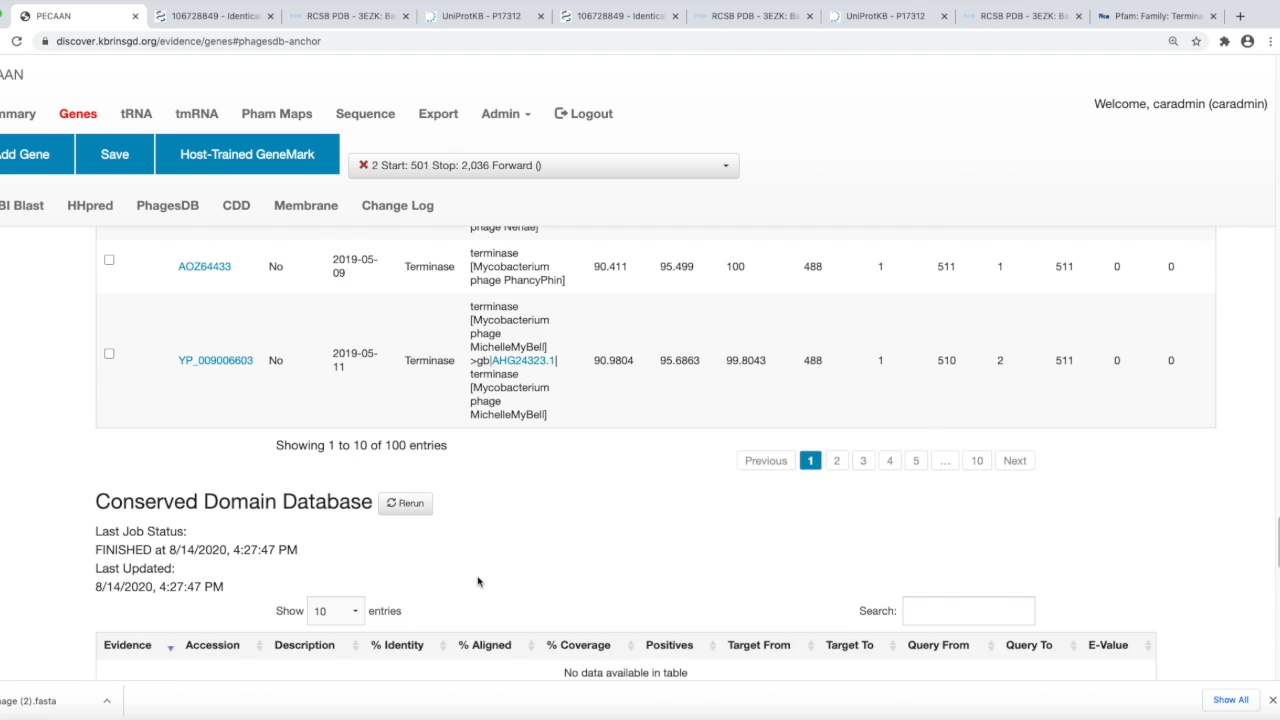 PECAAN
106728849 - Identical
RCSB PDB - 3EZK: Ba
UniProtKB - P17312
106728849 - Identica
RCSB PDB - 3EZK: Ba
UniProtKB - P17312
RCSB PDB - 3EZK: Ba
Pfam: Family: Termina
discover.kbrinsgd.org/evidence/genes#phagesdb-anchor
AAN
Welcome, caradmin (caradmin)
mmary Genes tRNA tmRNA Pham Maps Sequence Export Admin Logout
dd Gene Save Host-Trained GeneMark 2 Start: 501 Stop: 2,036 Forward ()
BI Blast HHpred PhagesDB CDD Membrane Change Log
phage Nenae]
AOZ64433 No 2019-05-09 Terminase terminase [Mycobacterium phage PhancyPhin] 90.411 95.499 100 488 1 511 1 511 0 0
YP_009006603 No 2019-05-11 Terminase terminase [Mycobacterium phage MichelleMyBell] >gb|AHG24323.1| terminase [Mycobacterium phage MichelleMyBell] 90.9804 95.6863 99.8043 488 1 510 2 511 0 0
Showing 1 to 10 of 100 entries
Previous 1 2 3 4 5 ... 10 Next
Conserved Domain Database Rerun
Last Job Status:
FINISHED at 8/14/2020, 4:27:47 PM
Last Updated:
8/14/2020, 4:27:47 PM
Show 10 entries Search:
Evidence Accession Description % Identity % Aligned % Coverage Positives Target From Target To Query From Query To E-Value
No data available in table
nage (2).fasta
Show All